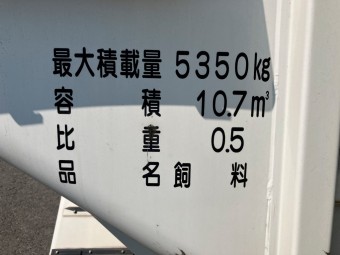 最大積載量 5350kg
容積 10.7m³
比重 0.5
品名 飼料